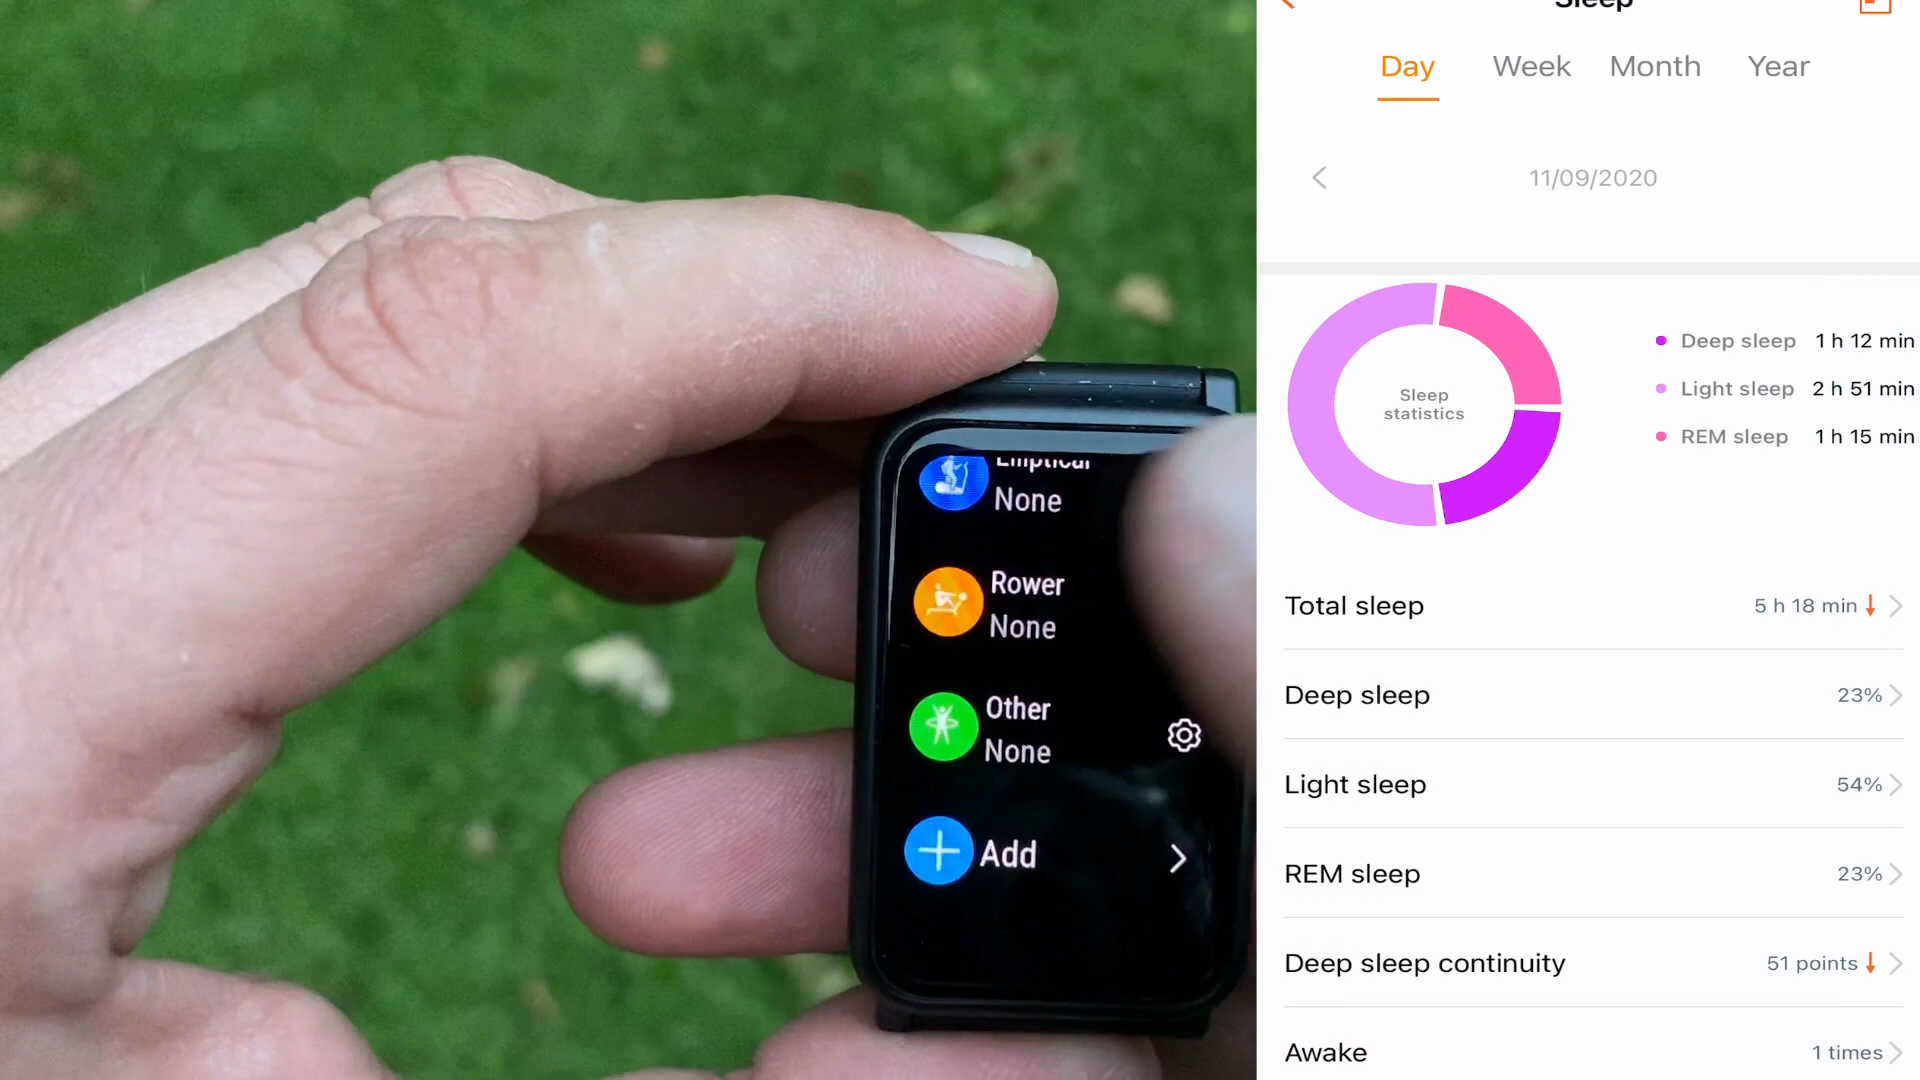 Elliptical
None
Rower
None
Other
None
Add
Sleep
Day Week Month Year
11/09/2020
Sleep
statistics
Deep sleep 1 h 12 min
Light sleep 2 h 51 min
REM sleep 1 h 15 min
Total sleep 5 h 18 min
Deep sleep 23%
Light sleep 54%
REM sleep 23%
Deep sleep continuity 51 points
Awake 1 times